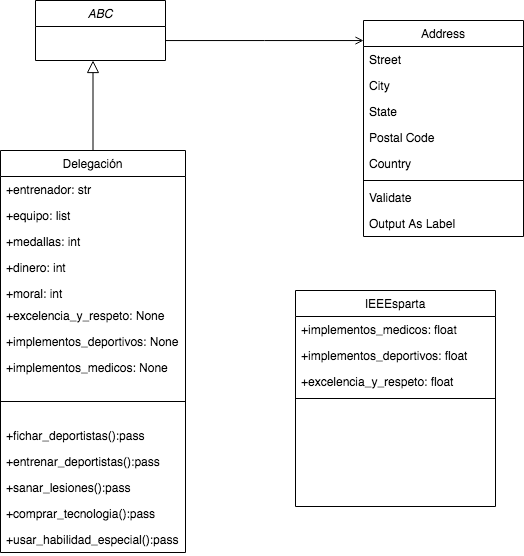 ABC
Address
Street
City
State
Postal Code
Country
Validate
Output As Label
Delegación
+entrenador: str
+equipo: list
+medallas: int
+dinero: int
+moral: int
+excelencia_y_respeto: None
+implementos_deportivos: None
+implementos_medicos: None
+fichar_deportistas():pass
+entrenar_deportistas():pass
+sanar_lesiones():pass
+comprar_tecnologia():pass
+usar_habilidad_especial():pass
IEEEsparta
+implementos_medicos: float
+implementos_deportivos: float
+excelencia_y_respeto: float